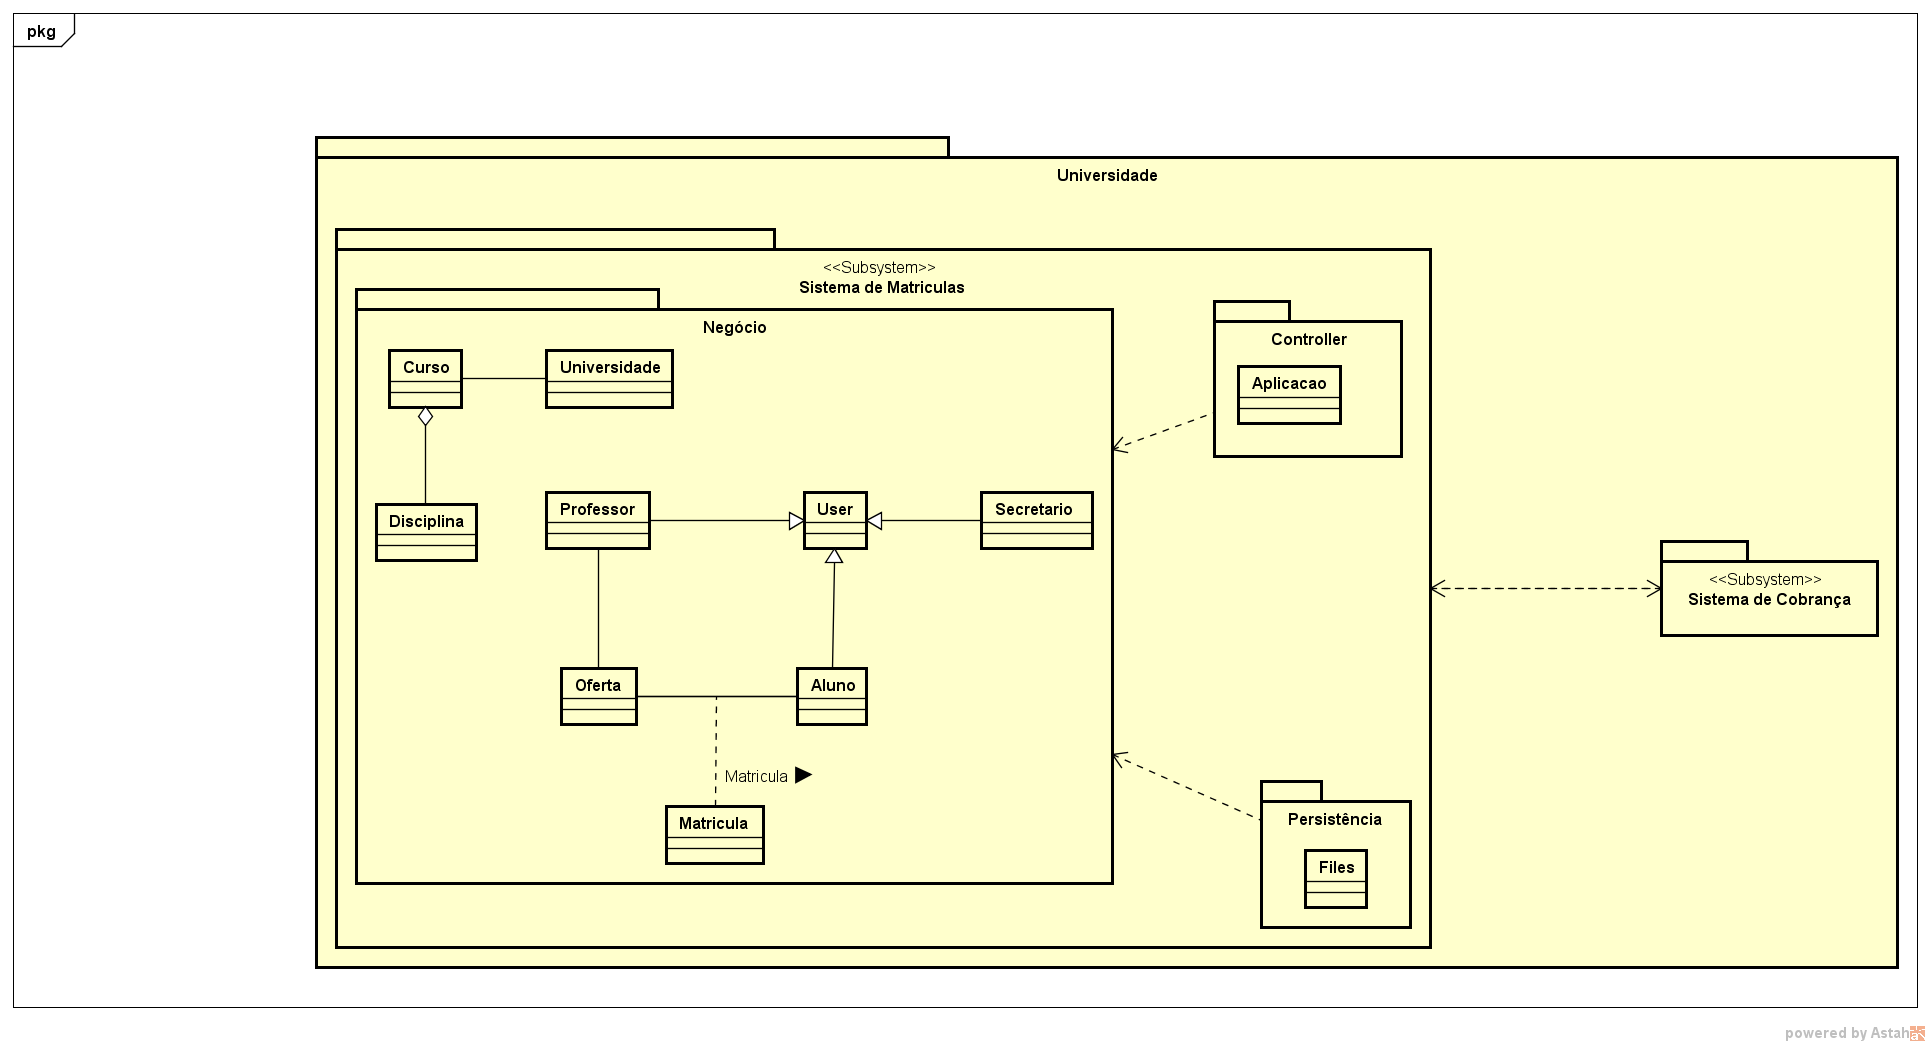 pkg
Universidade
<<Subsystem>>
Sistema de Matriculas
Negócio
Controller
Curso
Universidade
Aplicacao
Disciplina
Professor
User
Secretario
<<Subsystem>>
Sistema de Cobrança
Oferta
Aluno
Matricula
Matricula
Persistência
Files
powered by Astah